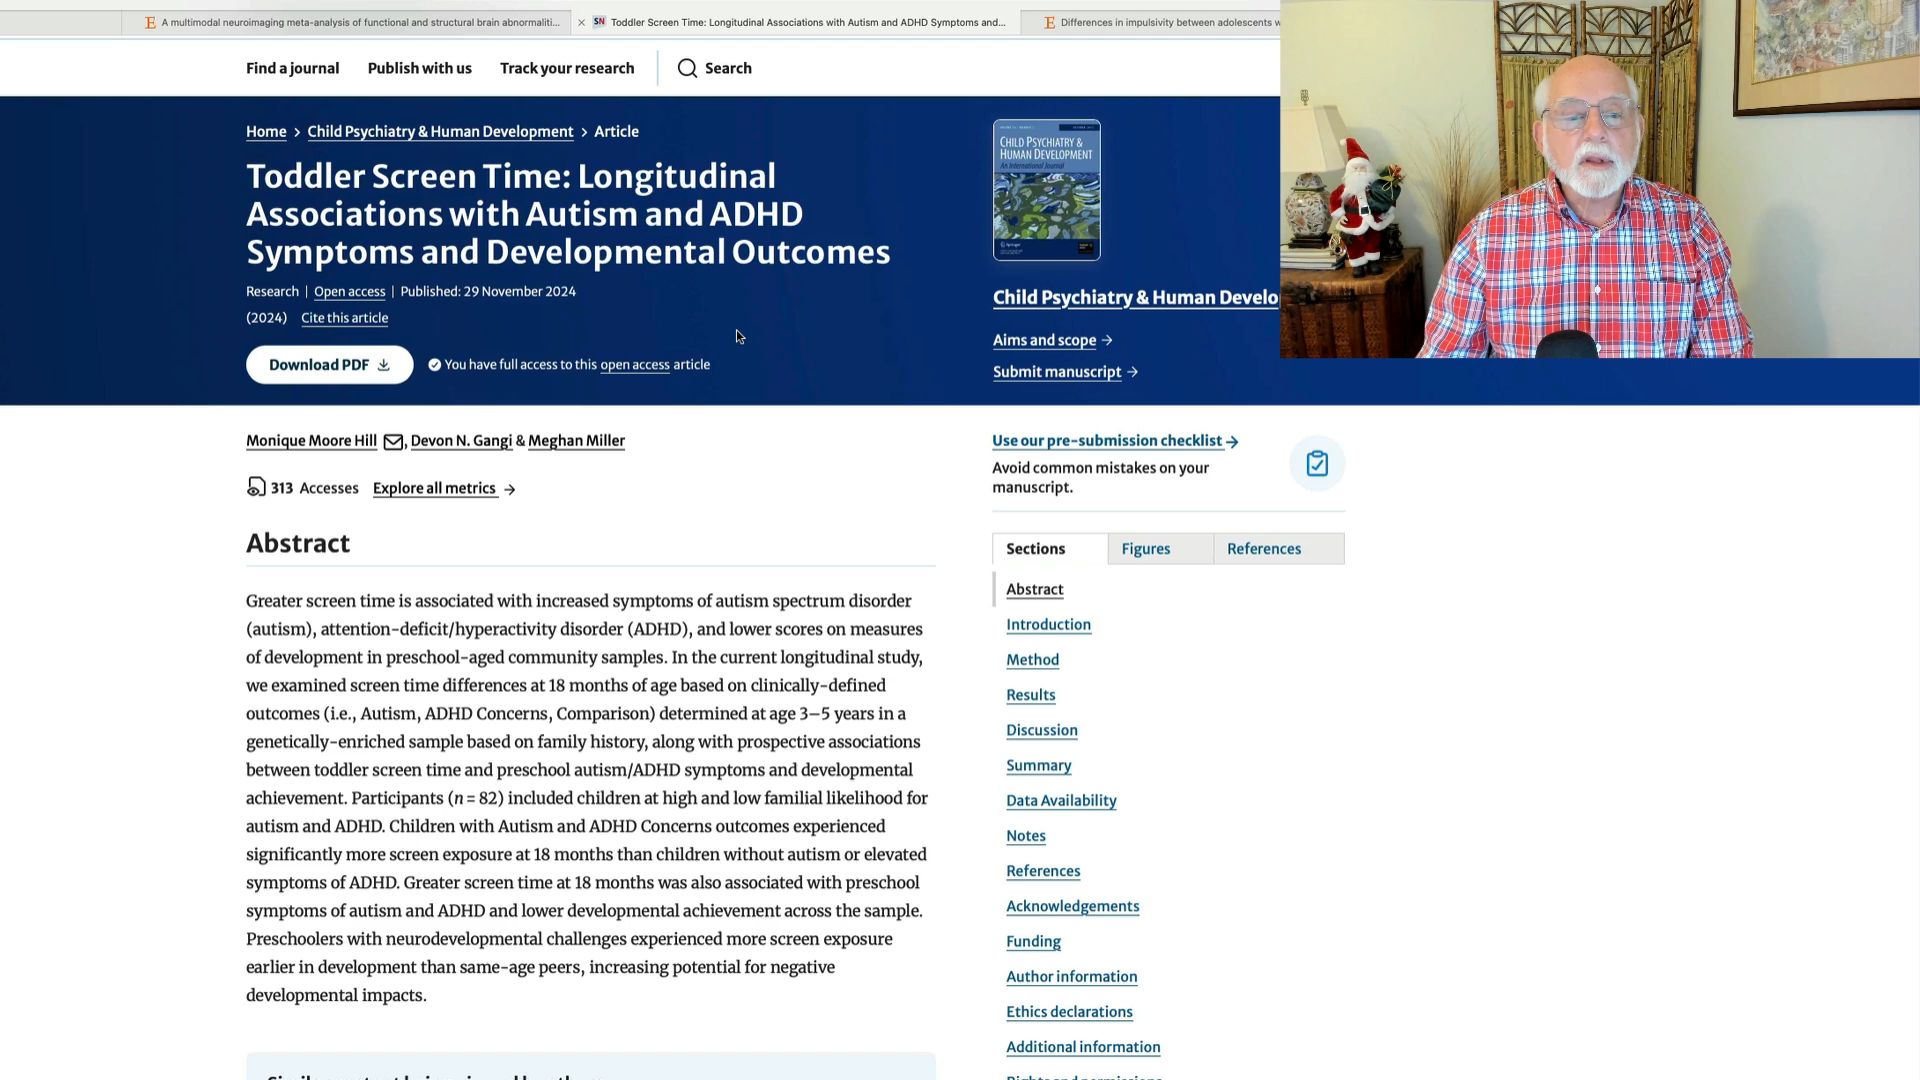 A multimodal neuroimaging meta-analysis of functional and structural brain abnormaliti...
Toddler Screen Time: Longitudinal Associations with Autism and ADHD Symptoms and...
Differences in impulsivity between adolescents w
Find a journal
Publish with us
Track your research
Search
Home > Child Psychiatry & Human Development > Article
Toddler Screen Time: Longitudinal
Associations with Autism and ADHD
Symptoms and Developmental Outcomes
Research | Open access | Published: 29 November 2024
(2024) Cite this article
Download PDF
You have full access to this open access article
CHILD PSYCHIATRY &
HUMAN DEVELOPMENT
An International Journal
Springer
Child Psychiatry & Human Develo
Aims and scope →
Submit manuscript →
Monique Moore Hill, Devon N. Gangi & Meghan Miller
313 Accesses Explore all metrics →
Abstract
Greater screen time is associated with increased symptoms of autism spectrum disorder
(autism), attention-deficit/hyperactivity disorder (ADHD), and lower scores on measures
of development in preschool-aged community samples. In the current longitudinal study,
we examined screen time differences at 18 months of age based on clinically-defined
outcomes (i.e., Autism, ADHD Concerns, Comparison) determined at age 3–5 years in a
genetically-enriched sample based on family history, along with prospective associations
between toddler screen time and preschool autism/ADHD symptoms and developmental
achievement. Participants (n = 82) included children at high and low familial likelihood for
autism and ADHD. Children with Autism and ADHD Concerns outcomes experienced
significantly more screen exposure at 18 months than children without autism or elevated
symptoms of ADHD. Greater screen time at 18 months was also associated with preschool
symptoms of autism and ADHD and lower developmental achievement across the sample.
Preschoolers with neurodevelopmental challenges experienced more screen exposure
earlier in development than same-age peers, increasing potential for negative
developmental impacts.
Use our pre-submission checklist →
Avoid common mistakes on your
manuscript.
Sections
Figures
References
Abstract
Introduction
Method
Results
Discussion
Summary
Data Availability
Notes
References
Acknowledgements
Funding
Author information
Ethics declarations
Additional information